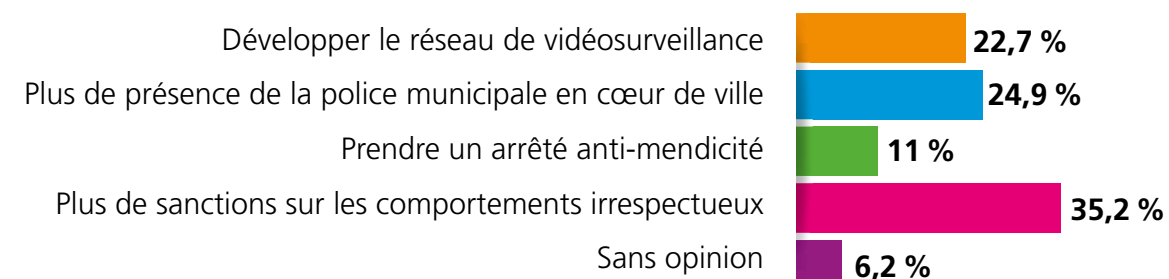 Développer le réseau de vidéosurveillance 22,7 %
Plus de présence de la police municipale en cœur de ville 24,9 %
Prendre un arrêté anti-mendicité 11 %
Plus de sanctions sur les comportements irrespectueux 35,2 %
Sans opinion 6,2 %